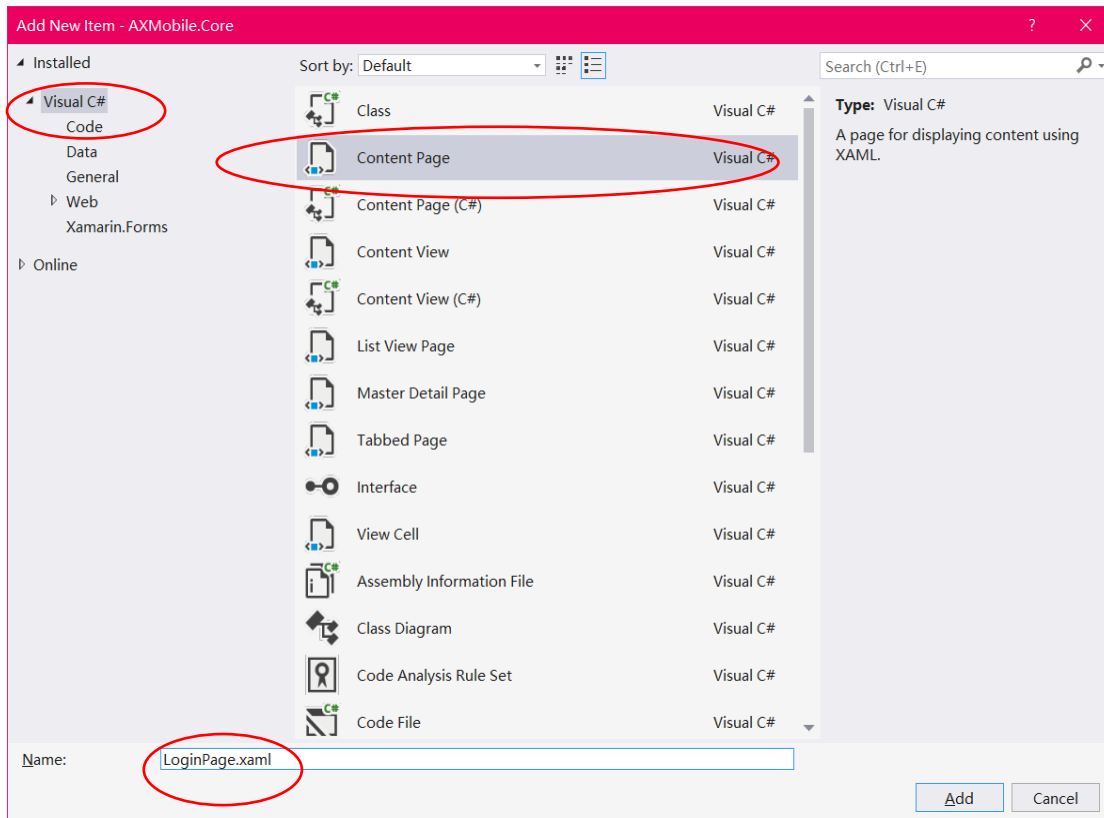 Add New Item - AXMobile.Core ?
Installed
Visual C#
Code
Data
General
Web
Xamarin.Forms
Online
Sort by: Default
Search (Ctrl+E)
Class Visual C#
Content Page Visual C#
Content Page (C#) Visual C#
Content View Visual C#
Content View (C#) Visual C#
List View Page Visual C#
Master Detail Page Visual C#
Tabbed Page Visual C#
Interface Visual C#
View Cell Visual C#
Assembly Information File Visual C#
Class Diagram Visual C#
Code Analysis Rule Set Visual C#
Code File Visual C#
Type: Visual C#
A page for displaying content using
XAML.
Name: LoginPage.xaml
Add Cancel